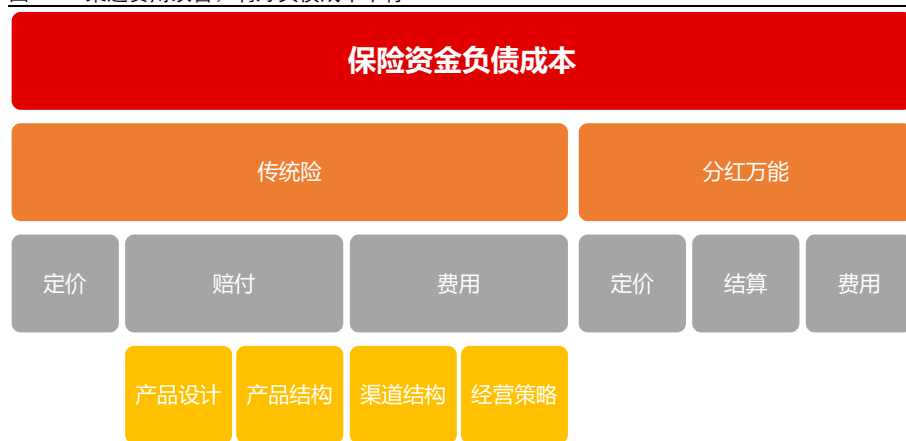 保险资金负债成本
传统险 分红万能
定价 赔付 费用 定价 结算 费用
产品设计 产品结构 渠道结构 经营策略